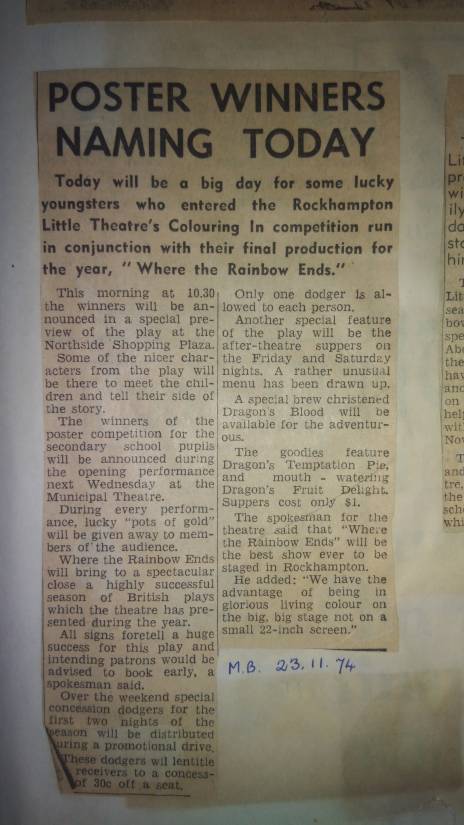 POSTER WINNERS
NAMING TODAY
Today will be a big day for some lucky
youngsters who entered the Rockhampton
Little Theatre's Colouring In competition run
in conjunction with their final production for
the year, "Where the Rainbow Ends."
This morning at 10.30
the winners will be an-
nounced in a special pre-
view of the play at the
Northside Shopping Plaza.
Some of the nicer char-
acters from the play will
be there to meet the chil-
dren and tell their side of
the story.
The winners of the
poster competition for the
secondary school pupils
will be announced during
the opening performance
next Wednesday at the
Municipal Theatre.
During every perform-
ance, lucky "pots of gold"
will be given away to mem-
bers of the audience.
Where the Rainbow Ends
will bring to a spectacular
close a highly successful
season of British plays
which the theatre has pre-
sented during the year.
All signs foretell a huge
success for this play and
intending patrons would be
advised to book early, a
spokesman said.
Over the weekend special
concession dodgers for the
first two nights of the
season will be distributed
during a promotional drive.
These dodgers wil lentitle
receivers to a concess-
of 30c off a seat.
Only one dodger is al-
lowed to each person.
Another special feature
of the play will be the
after-theatre suppers on
the Friday and Saturday
nights. A rather unusual
menu has been drawn up.
A special brew christened
Dragon's Blood will be
available for the adventur-
ous.
The goodies feature
Dragon's Temptation Pie,
and mouth - watering
Dragon's Fruit Delight.
Suppers cost only $1.
The spokesman for the
theatre said that "Where
the Rainbow Ends" will be
the best show ever to be
staged in Rockhampton.
He added: "We have the
advantage of being in
glorious living colour on
the big, big stage not on a
small 22-inch screen."
M.B. 23.11.74